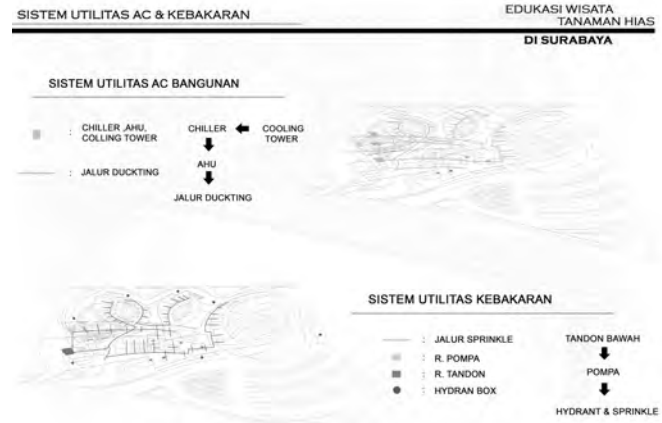 SISTEM UTILITAS AC & KEBAKARAN
EDUKASI WISATA
TANAMAN HIAS
DI SURABAYA
SISTEM UTILITAS AC BANGUNAN
: CHILLER ,AHU,
COLLING TOWER
: JALUR DUCKTING
CHILLER
COOLING
TOWER
AHU
JALUR DUCKTING
SISTEM UTILITAS KEBAKARAN
: JALUR SPRINKLE
: R. POMPA
: R. TANDON
: HYDRAN BOX
TANDON BAWAH
POMPA
HYDRANT & SPRINKLE